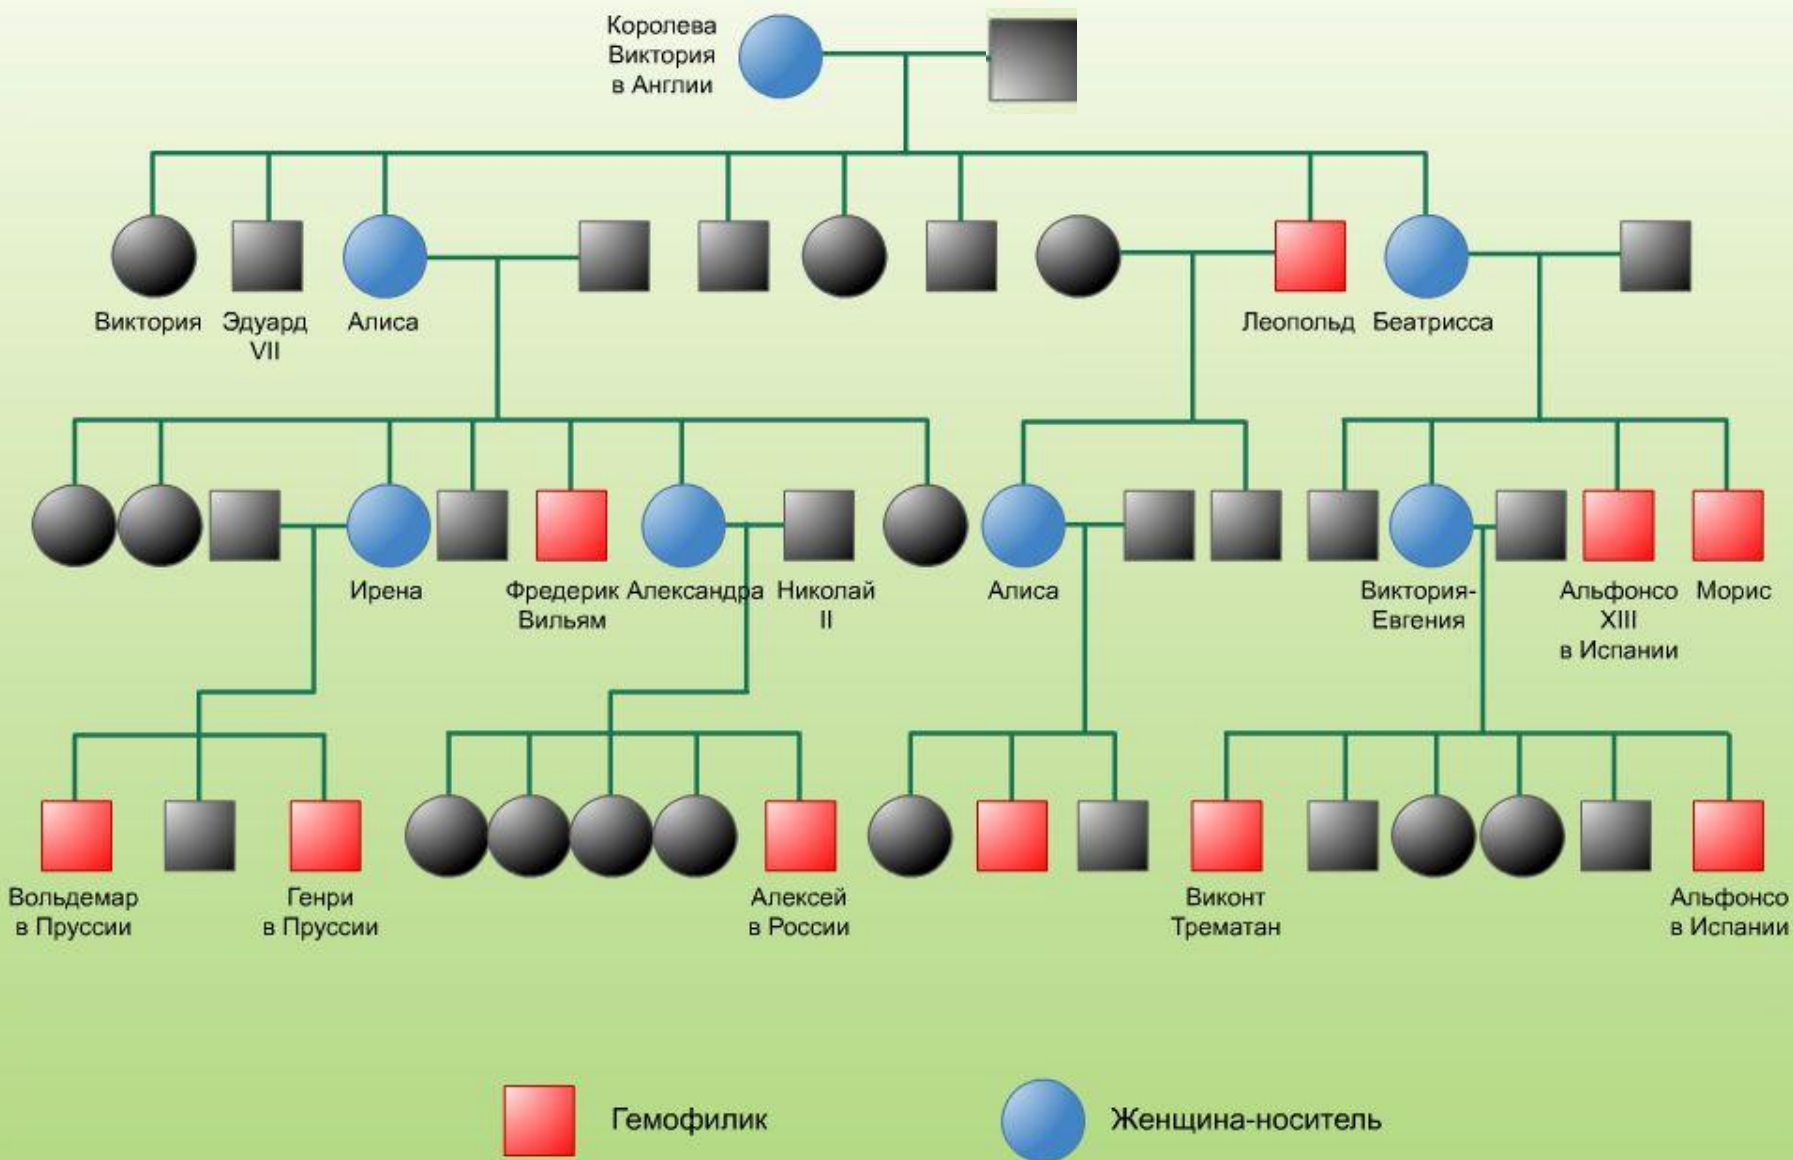 Королева
Виктория
в Англии
Виктория
Эдуард
VII
Алиса
Леопольд
Беатрисса
Ирена
Фредерик
Вильям
Александра
Николай
II
Алиса
Виктория-
Евгения
Альфонсо
XIII
в Испании
Морис
Вольдемар
в Пруссии
Генри
в Пруссии
Алексей
в России
Виконт
Трематан
Альфонсо
в Испании
Гемофилик
Женщина-носитель